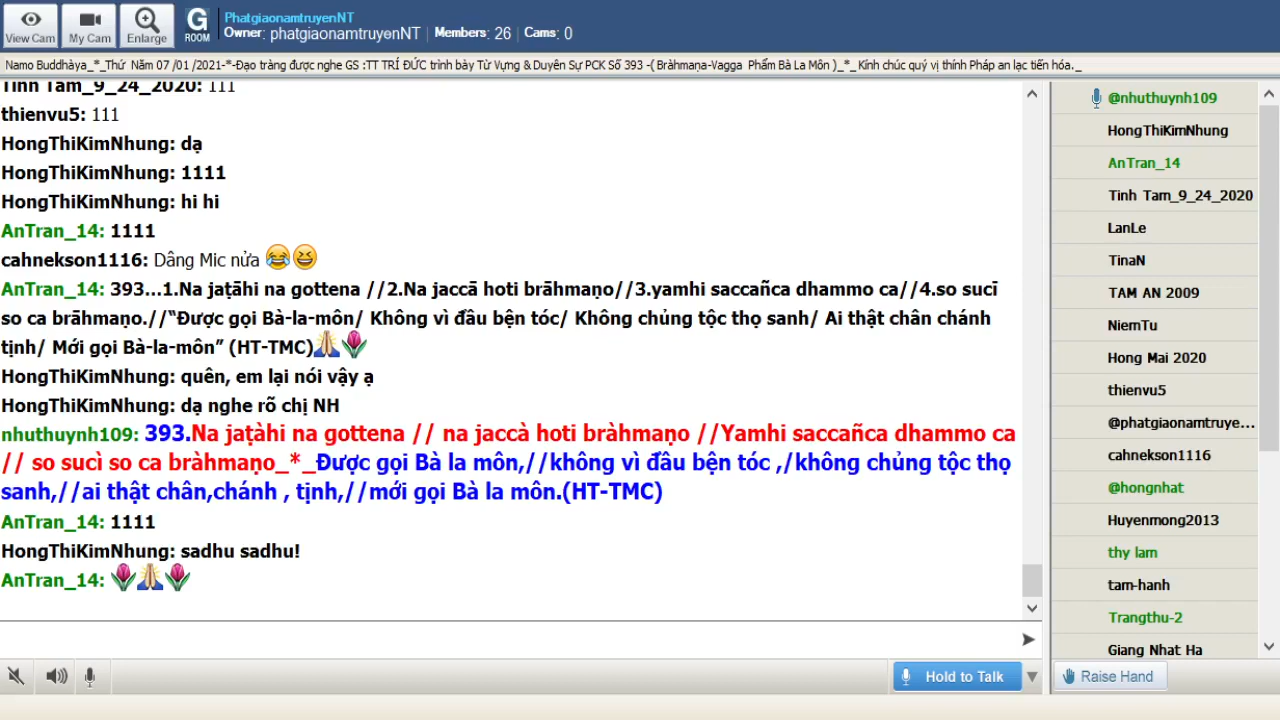 View Cam
My Cam
Enlarge
G
ROOM
PhatgiaonamtruyenNT
Owner: phatgiaonamtruyenNT | Members: 26 | Cams: 0
Namo Buddhàya_*_Thứ Năm 07 /01 /2021-*-Đạo tràng được nghe GS :TT TRÍ ĐỨC trình bày Từ Vựng & Duyên Sự PCK Số 393 -( Bràhmaṇa-Vagga Phẩm Bà La Môn )_*_Kính chúc quý vị thính Pháp an lạc tiến hóa._
Tinh Tam_9_24_2020: 111
thienvu5: 111
HongThiKimNhung: dạ
HongThiKimNhung: 1111
HongThiKimNhung: hi hi
AnTran_14: 1111
cahnekson1116: Dâng Mic nửa 😂😆
AnTran_14: 393...1.Na jaṭāhi na gottena //2.Na jaccā hoti brāhmaṇo//3.yamhi saccañca dhammo ca//4.so sucī
so ca brāhmaṇo.//“Được gọi Bà-la-môn/ Không vì đầu bện tóc/ Không chủng tộc thọ sanh/ Ai thật chân chánh
tịnh/ Mới gọi Bà-la-môn” (HT-TMC)🙏🌷
HongThiKimNhung: quên, em lại nói vậy ạ
HongThiKimNhung: dạ nghe rõ chị NH
nhuthuynh109: 393.Na jaṭàhi na gottena // na jaccà hoti bràhmaṇo //Yamhi saccañca dhammo ca
// so sucì so ca bràhmaṇo_*_Được gọi Bà la môn,//không vì đầu bện tóc ,/không chủng tộc thọ
sanh,//ai thật chân,chánh , tịnh,//mới gọi Bà la môn.(HT-TMC)
AnTran_14: 1111
HongThiKimNhung: sadhu sadhu!
AnTran_14: 🌷🙏🌷
Hold to Talk
@nhuthuynh109
HongThiKimNhung
AnTran_14
Tinh Tam_9_24_2020
LanLe
TinaN
TAM AN 2009
NiemTu
Hong Mai 2020
thienvu5
@phatgiaonamtruye...
cahnekson1116
@hongnhat
Huyenmong2013
thy lam
tam-hanh
Trangthu-2
Giang Nhat Ha
Raise Hand